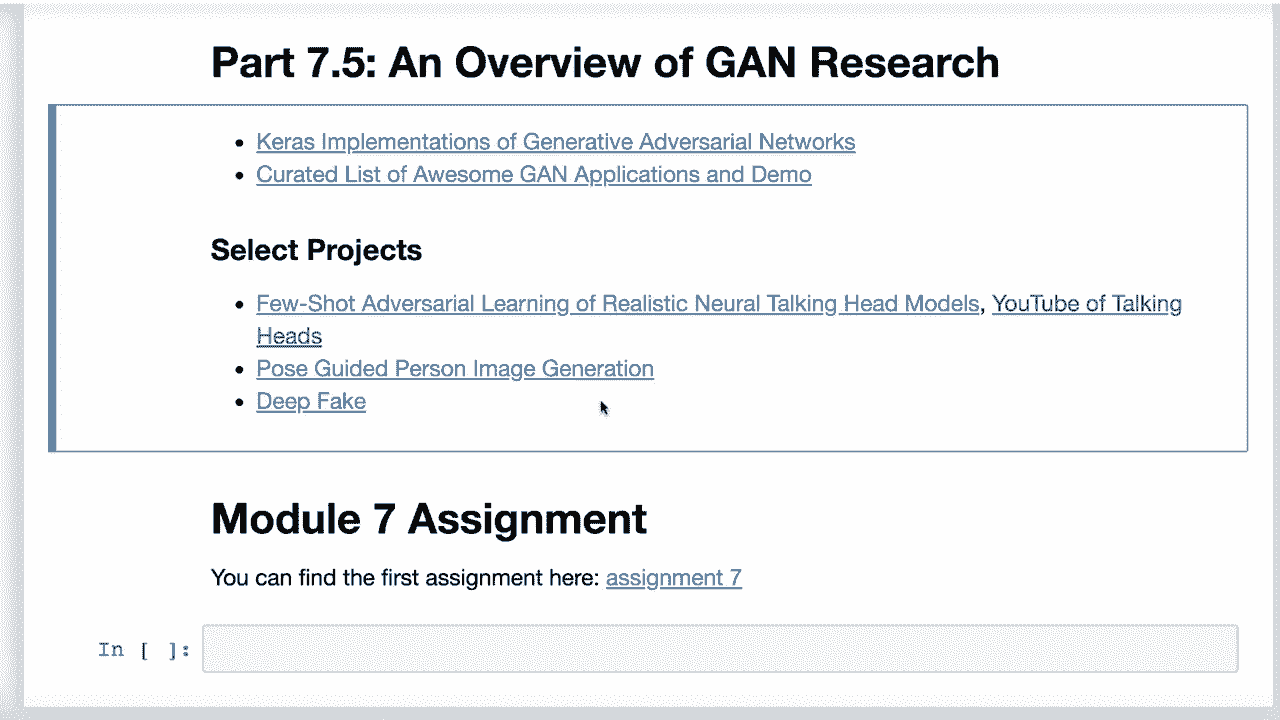 Part 7.5: An Overview of GAN Research
Keras Implementations of Generative Adversarial Networks
Curated List of Awesome GAN Applications and Demo
Select Projects
Few-Shot Adversarial Learning of Realistic Neural Talking Head Models, YouTube of Talking
Heads
Pose Guided Person Image Generation
Deep Fake
Module 7 Assignment
You can find the first assignment here: assignment 7
In [ ]: